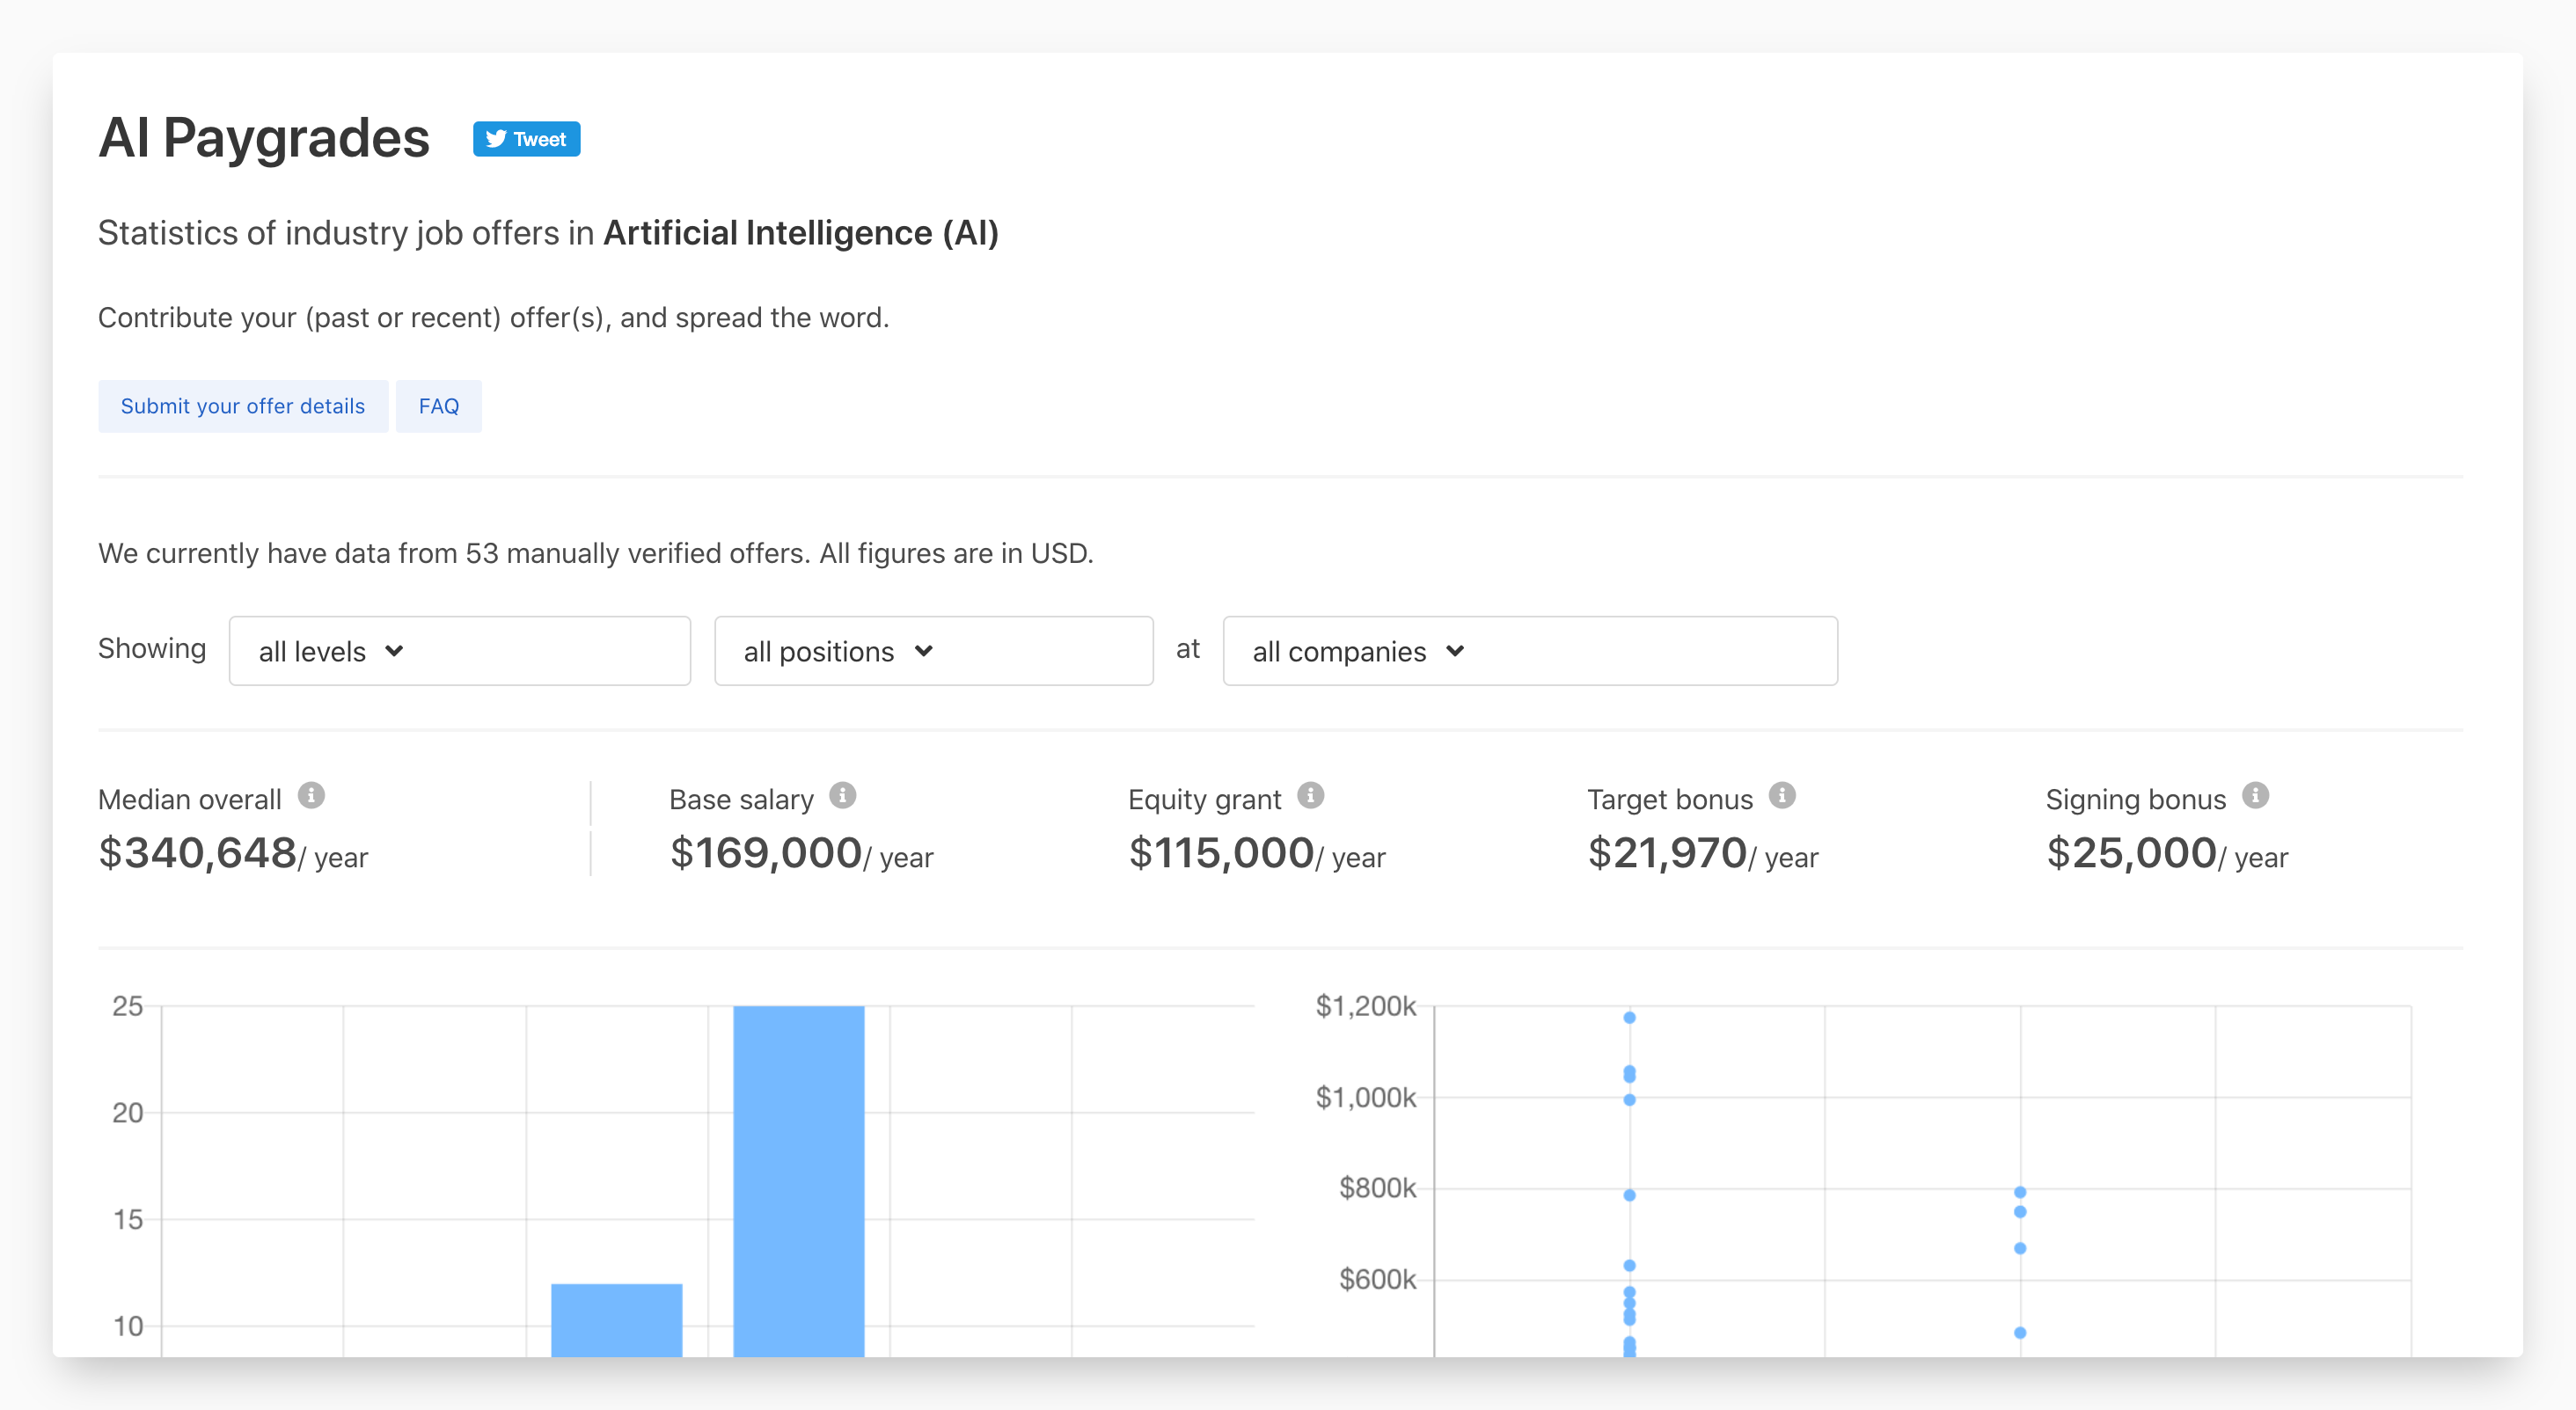 AI Paygrades
Tweet
Statistics of industry job offers in Artificial Intelligence (AI)
Contribute your (past or recent) offer(s), and spread the word.
Submit your offer details
FAQ
We currently have data from 53 manually verified offers. All figures are in USD.
Showing all levels all positions at all companies
Median overall
$340,648/ year
Base salary
$169,000/ year
Equity grant
$115,000/ year
Target bonus
$21,970/ year
Signing bonus
$25,000/ year
25
20
15
10
$1,200k
$1,000k
$800k
$600k